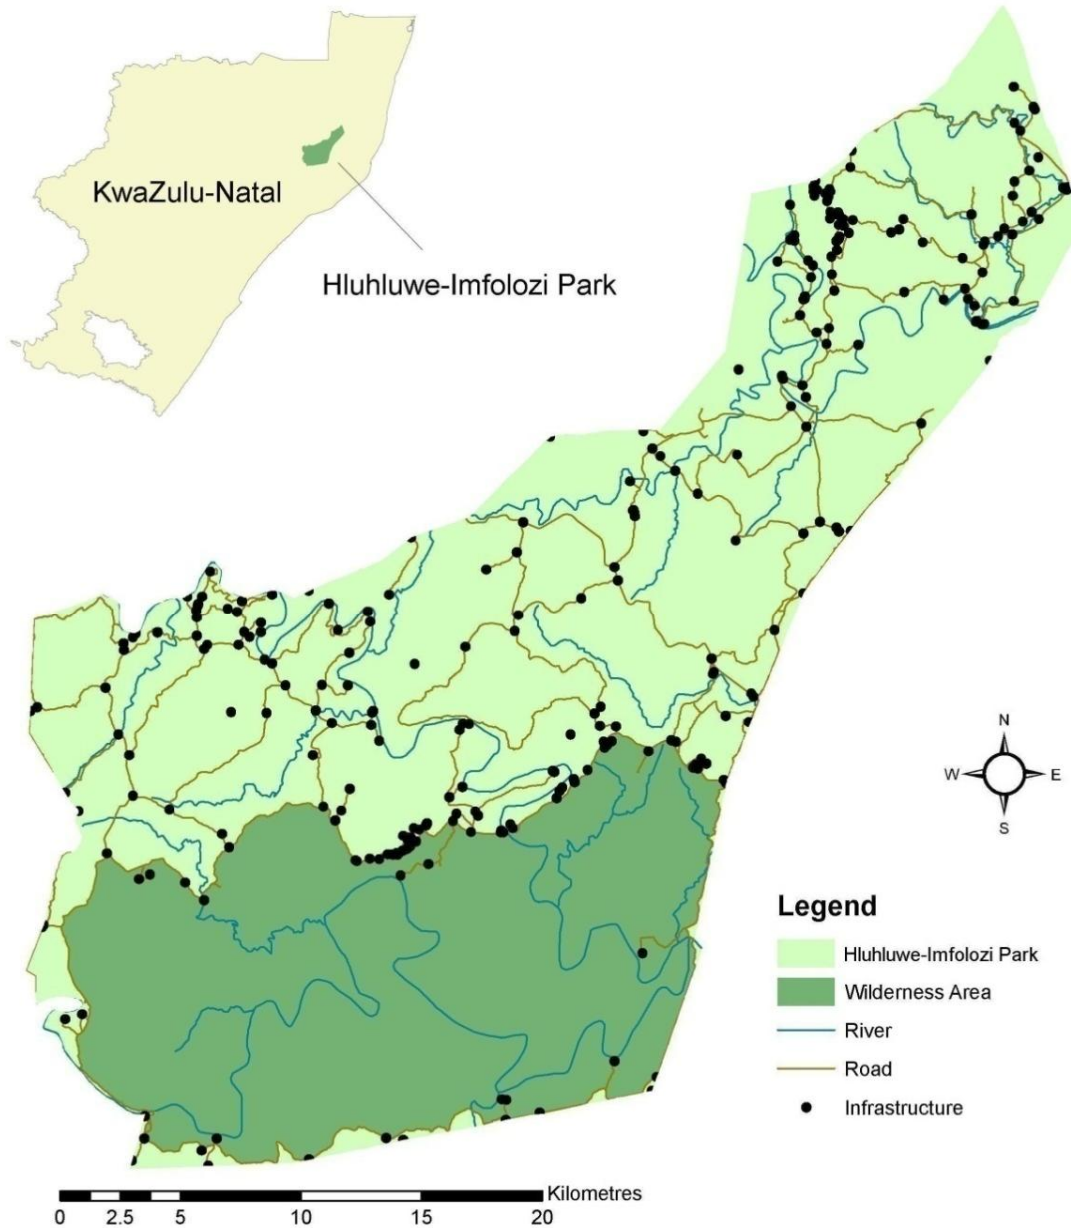 KwaZulu-Natal
Hluhluwe-Imfolozi Park
N
W E
S
Legend
Hluhluwe-Imfolozi Park
Wilderness Area
River
Road
Infrastructure
Kilometres
0 2.5 5 10 15 20